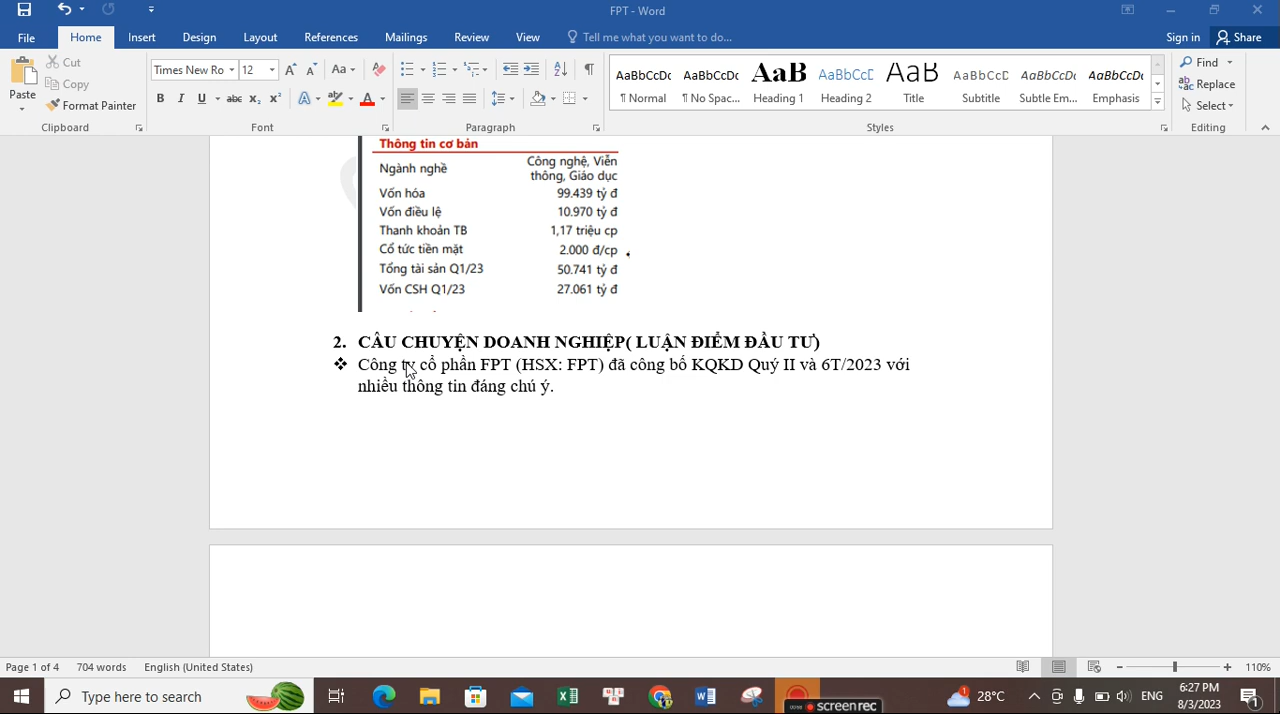 FPT - Word
File Home Insert Design Layout References Mailings Review View Tell me what you want to do... Sign in Share
Paste Cut Copy Format Painter
Times New Ro 12 Aa
B I U abc X₂ X² A A
AaBbCcDc AaBbCcDc AaB AaBbCcD AaB AaBbCcD AaBbCcDt AaBbCcDt
¶ Normal ¶ No Spac... Heading 1 Heading 2 Title Subtitle Subtle Em... Emphasis
Find
Replace
Select
Clipboard Font Paragraph Styles Editing
Thông tin cơ bản
Ngành nghề Công nghệ, Viễn thông, Giáo dục
Vốn hóa 99.439 tỷ đ
Vốn điều lệ 10.970 tỷ đ
Thanh khoản TB 1,17 triệu cp
Cổ tức tiền mặt 2.000 đ/cp
Tổng tài sản Q1/23 50.741 tỷ đ
Vốn CSH Q1/23 27.061 tỷ đ
2. CÂU CHUYỆN DOANH NGHIỆP( LUẬN ĐIỂM ĐẦU TƯ)
❖ Công ty cổ phần FPT (HSX: FPT) đã công bố KQKD Quý II và 6T/2023 với
nhiều thông tin đáng chú ý.
Page 1 of 4 704 words English (United States) 110%
Type here to search screen rec 28°C ENG 6:27 PM
8/3/2023